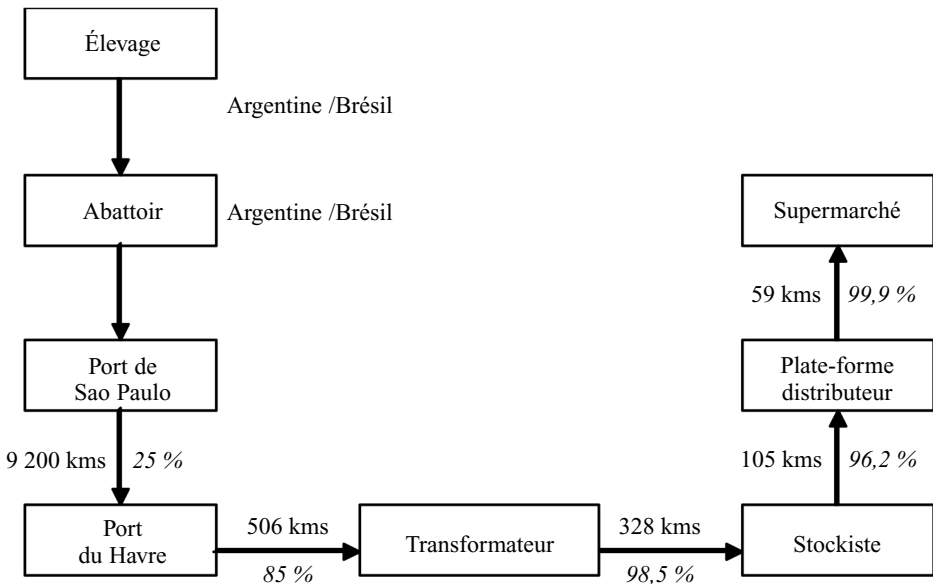 Élevage
Argentine /Brésil
Abattoir
Argentine /Brésil
Supermarché
59 kms
99,9 %
Port de
Sao Paulo
Plate-forme
distributeur
9 200 kms
25 %
105 kms
96,2 %
Port
du Havre
506 kms
85 %
Transformateur
328 kms
98,5 %
Stockiste